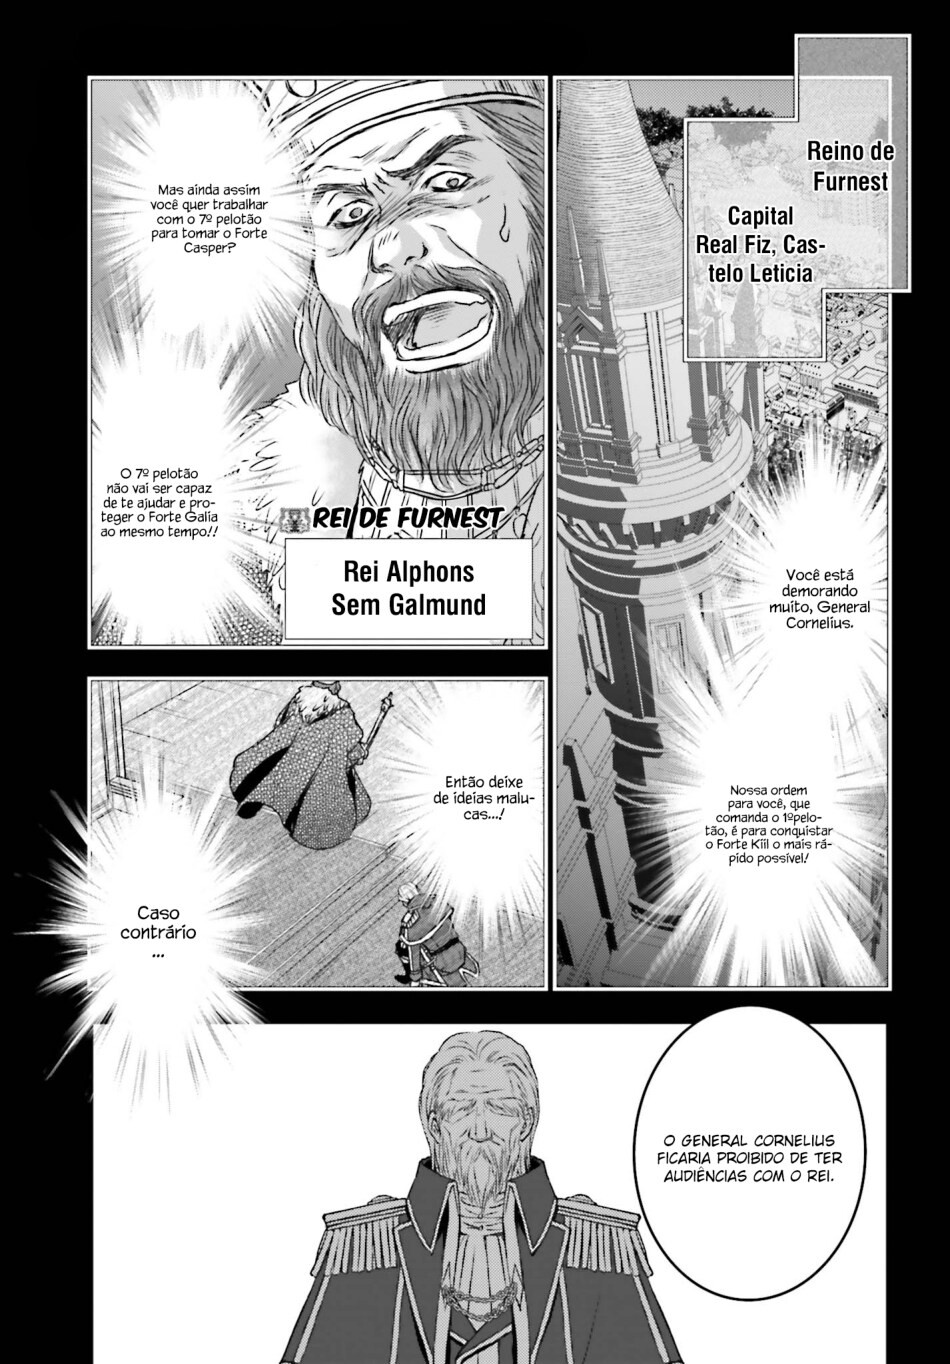 Reino de
Furnest
Capital
Real Fiz, Cas-
telo Leticia
Você está
demorando
muito, General
Cornelius.
Nossa ordem
para você, que
comanda o 1ºpelo-
tão, é para conquistar
o Forte Kiil o mais rá-
pido possível!
Mas ainda assim
você quer trabalhar
com o 7º pelotão
para tomar o Forte
Casper?
O 7º pelotão
não vai ser capaz
de te ajudar e pro-
teger o Forte Galia
ao mesmo tempo!!
REI DE FURNEST
Rei Alphons
Sem Galmund
Então deixe
de ideias malu-
cas...!
Caso
contrário
...
O GENERAL CORNELIUS
FICARIA PROIBIDO DE TER
AUDIÊNCIAS COM O REI.